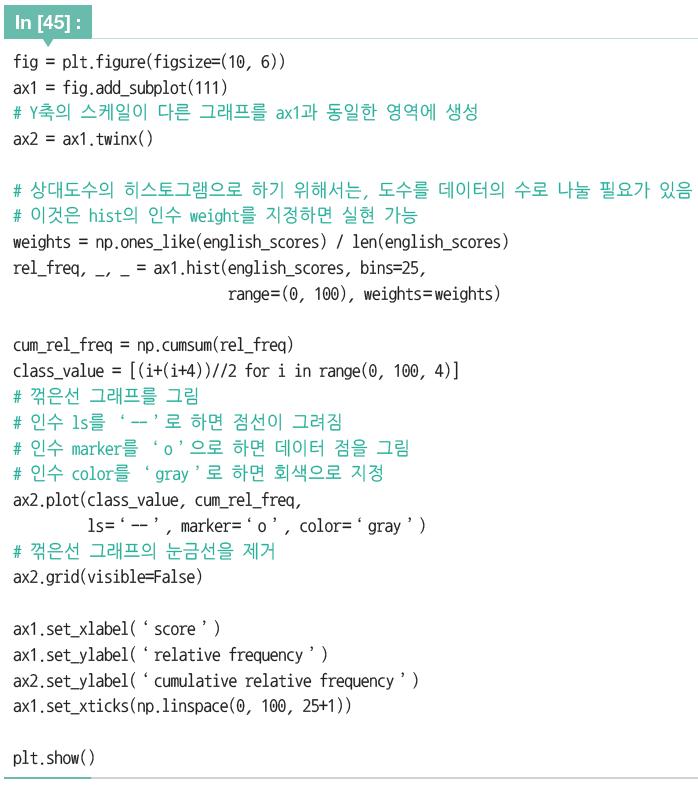 In [45] :
fig = plt.figure(figsize=(10, 6))
ax1 = fig.add_subplot(111)
# Y축의 스케일이 다른 그래프를 ax1과 동일한 영역에 생성
ax2 = ax1.twinx()
# 상대도수의 히스토그램으로 하기 위해서는, 도수를 데이터의 수로 나눌 필요가 있음
# 이것은 hist의 인수 weight를 지정하면 실현 가능
weights = np.ones_like(english_scores) / len(english_scores)
rel_freq, _, _ = ax1.hist(english_scores, bins=25,
range=(0, 100), weights=weights)
cum_rel_freq = np.cumsum(rel_freq)
class_value = [(i+(i+4))//2 for i in range(0, 100, 4)]
# 꺾은선 그래프를 그림
# 인수 ls를 ‘--’로 하면 점선이 그려짐
# 인수 marker를 ‘o’으로 하면 데이터 점을 그림
# 인수 color를 ‘gray’로 하면 회색으로 지정
ax2.plot(class_value, cum_rel_freq,
ls=‘--’, marker=‘o’, color=‘gray’)
# 꺾은선 그래프의 눈금선을 제거
ax2.grid(visible=False)
ax1.set_xlabel(‘score’)
ax1.set_ylabel(‘relative frequency’)
ax2.set_ylabel(‘cumulative relative frequency’)
ax1.set_xticks(np.linspace(0, 100, 25+1))
plt.show()